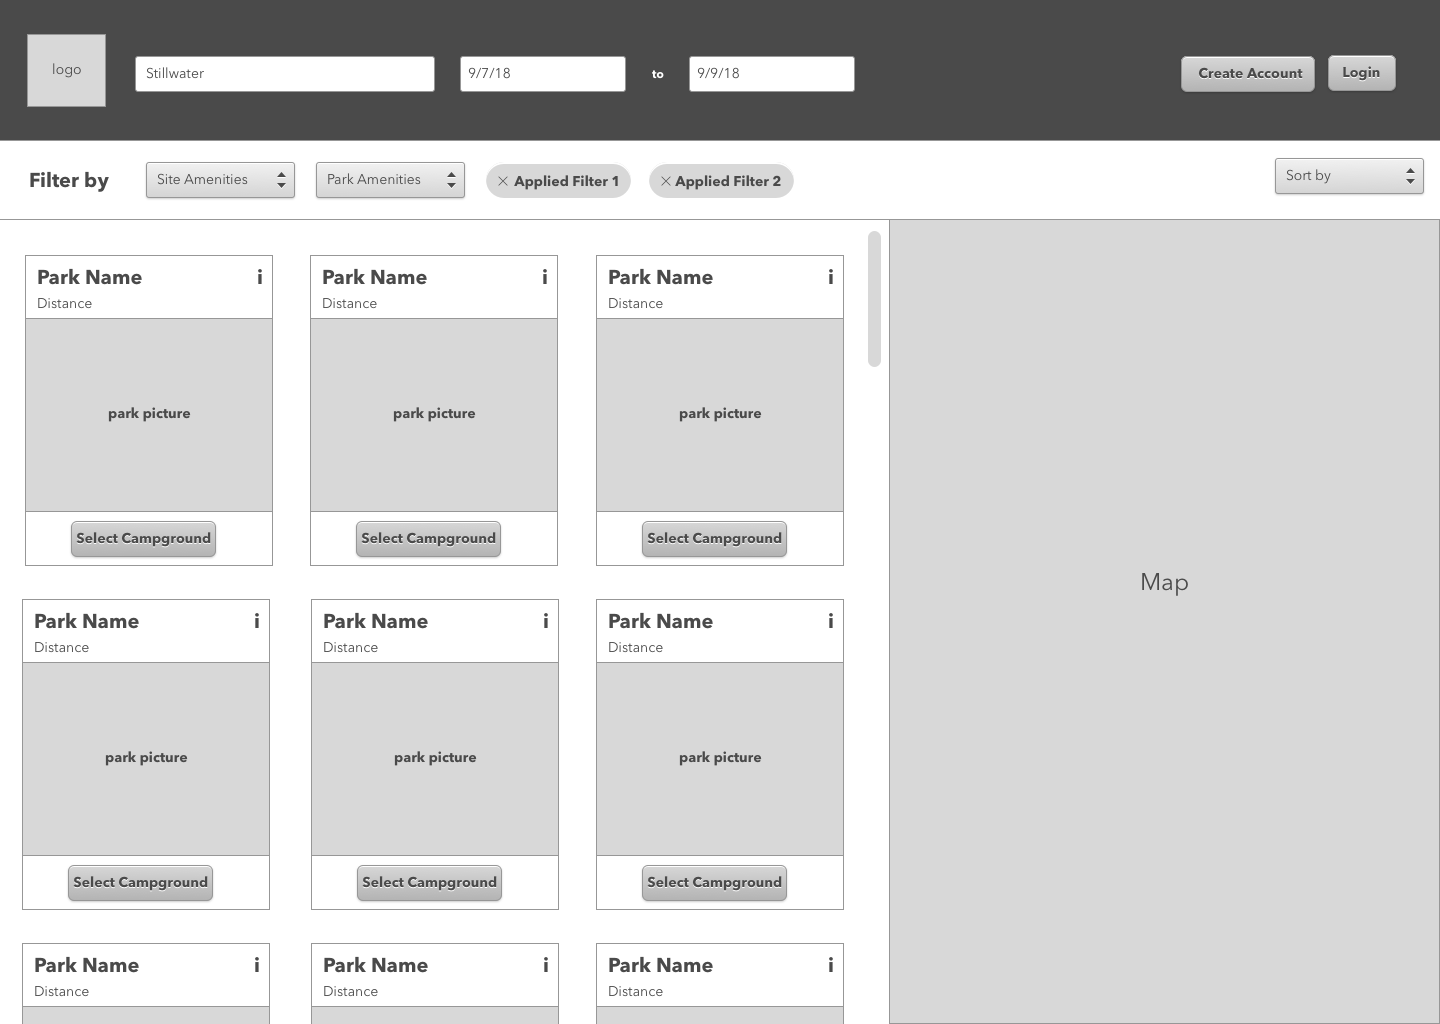 logo
Stillwater
9/7/18
to
9/9/18
Create Account
Login
Filter by
Site Amenities
Park Amenities
Applied Filter 1
Applied Filter 2
Sort by
Park Name i
Distance
park picture
Select Campground
Park Name i
Distance
park picture
Select Campground
Park Name i
Distance
park picture
Select Campground
Park Name i
Distance
park picture
Select Campground
Park Name i
Distance
park picture
Select Campground
Park Name i
Distance
park picture
Select Campground
Park Name i
Distance
Park Name i
Distance
Park Name i
Distance
Map